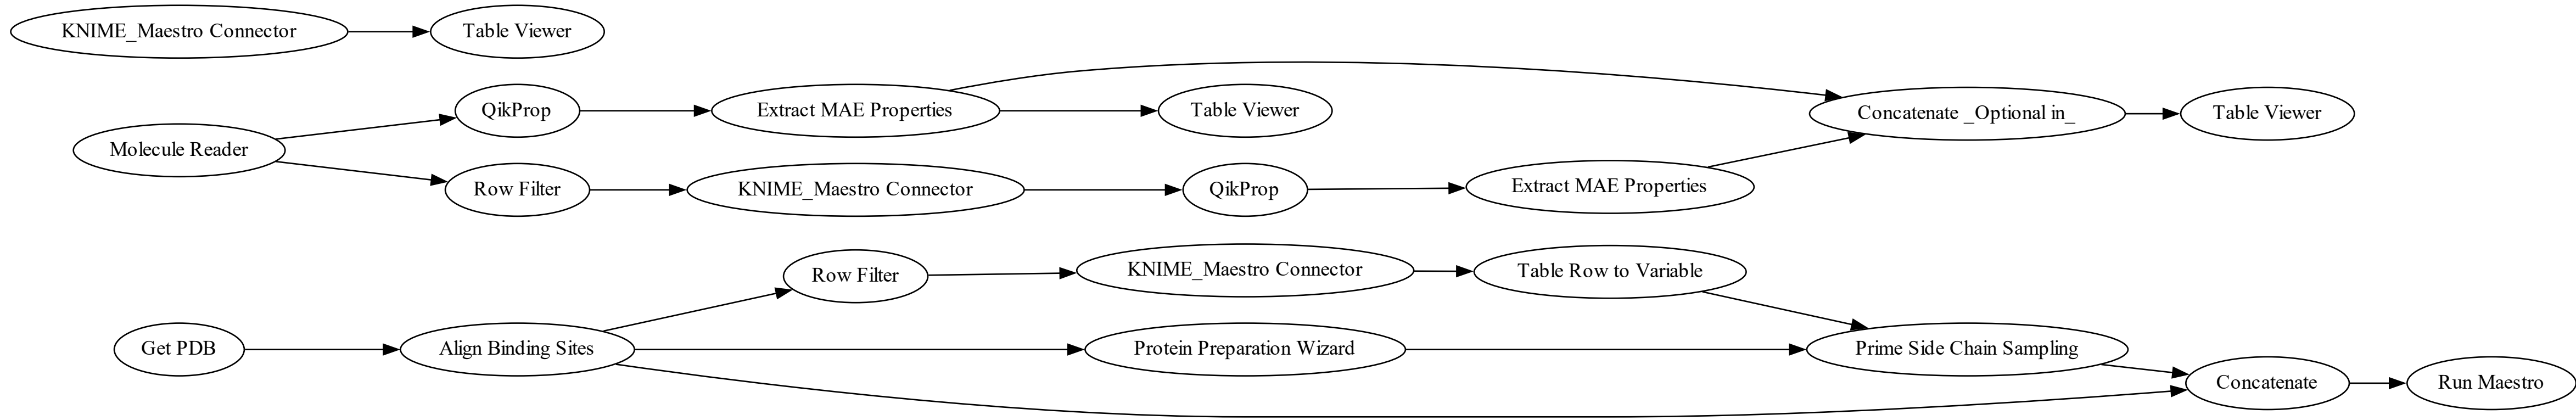 KNIME_Maestro Connector
Table Viewer
QikProp
Extract MAE Properties
Table Viewer
Concatenate _Optional in_
Table Viewer
Molecule Reader
Row Filter
KNIME_Maestro Connector
QikProp
Extract MAE Properties
Row Filter
KNIME_Maestro Connector
Table Row to Variable
Get PDB
Align Binding Sites
Protein Preparation Wizard
Prime Side Chain Sampling
Concatenate
Run Maestro